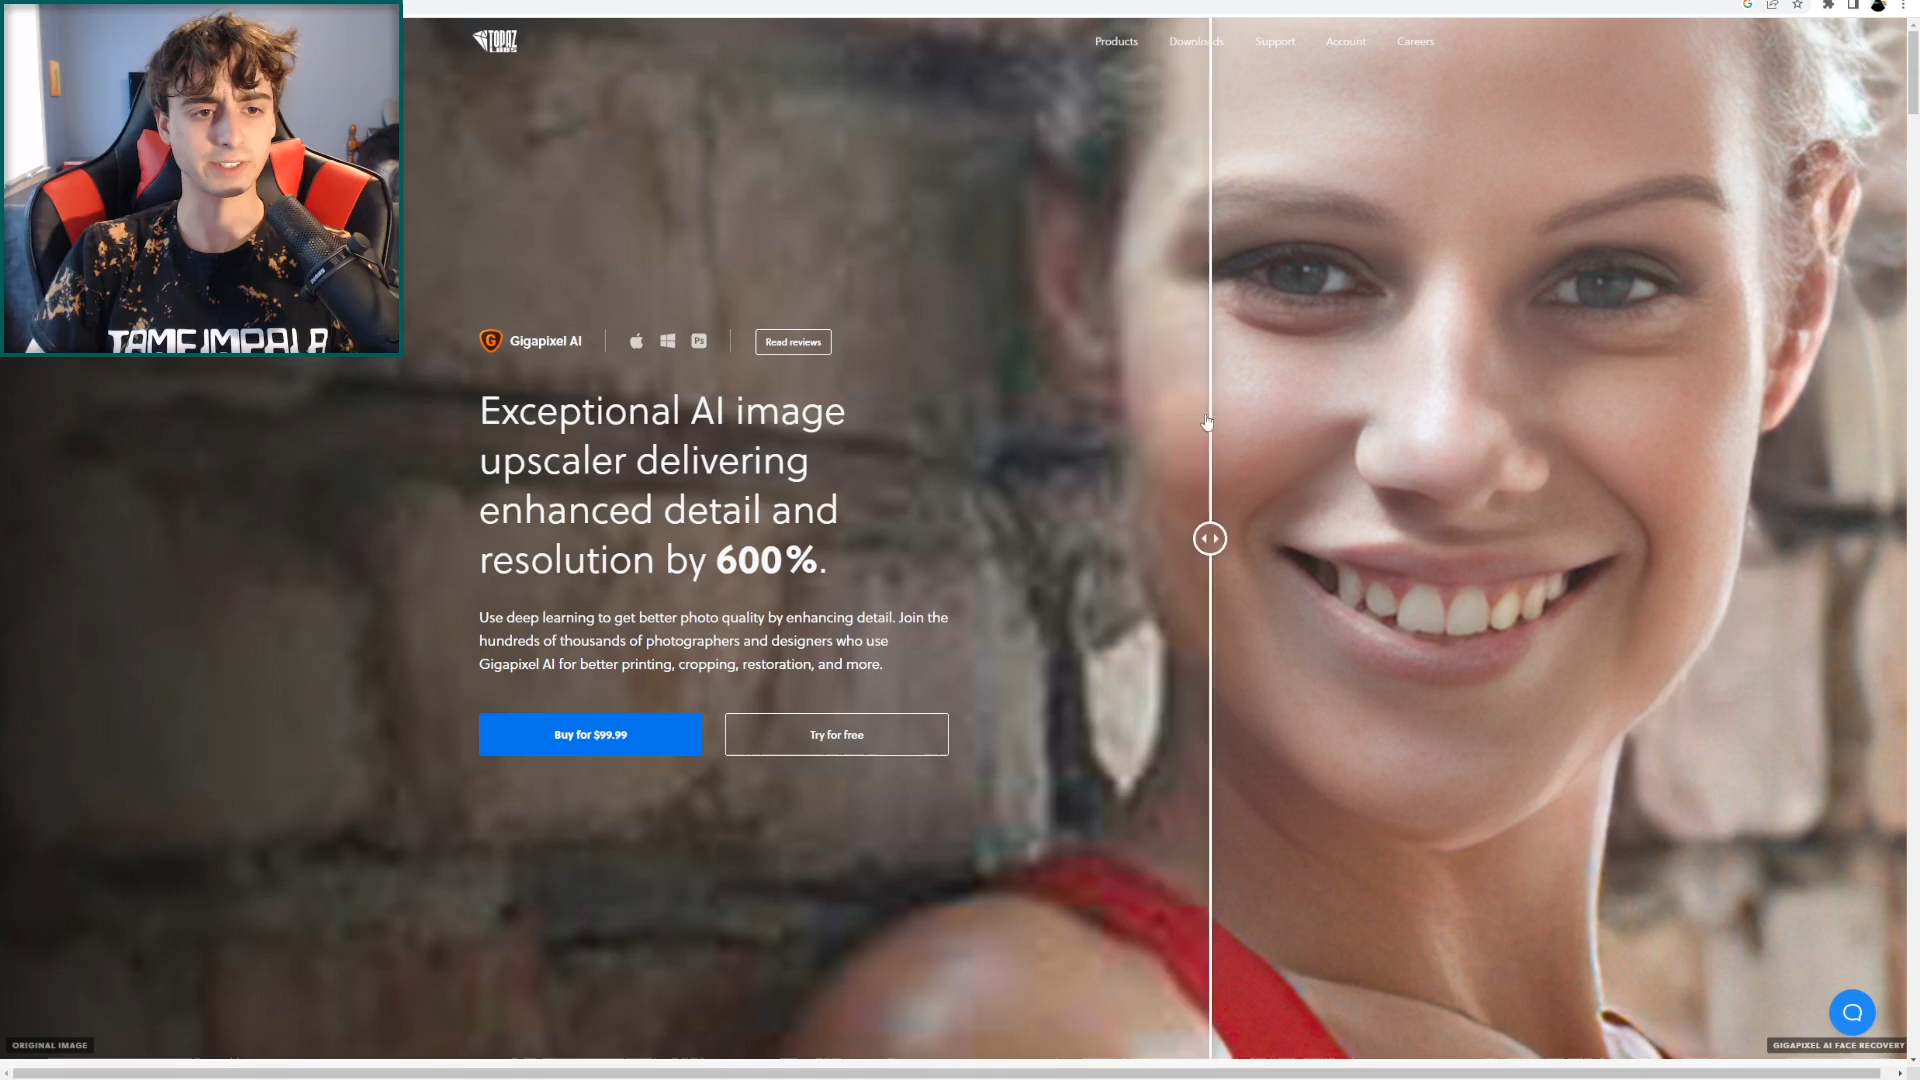 TOPAZ
LABS
Products
Downloads
Support
Account
Careers
TAME IMPALA
G
Gigapixel AI
Ps
Read reviews
Exceptional AI image
upscaler delivering
enhanced detail and
resolution by 600%.
Use deep learning to get better photo quality by enhancing detail. Join the
hundreds of thousands of photographers and designers who use
Gigapixel AI for better printing, cropping, restoration, and more.
Buy for $99.99
Try for free
ORIGINAL IMAGE
GIGAPIXEL AI FACE RECOVERY